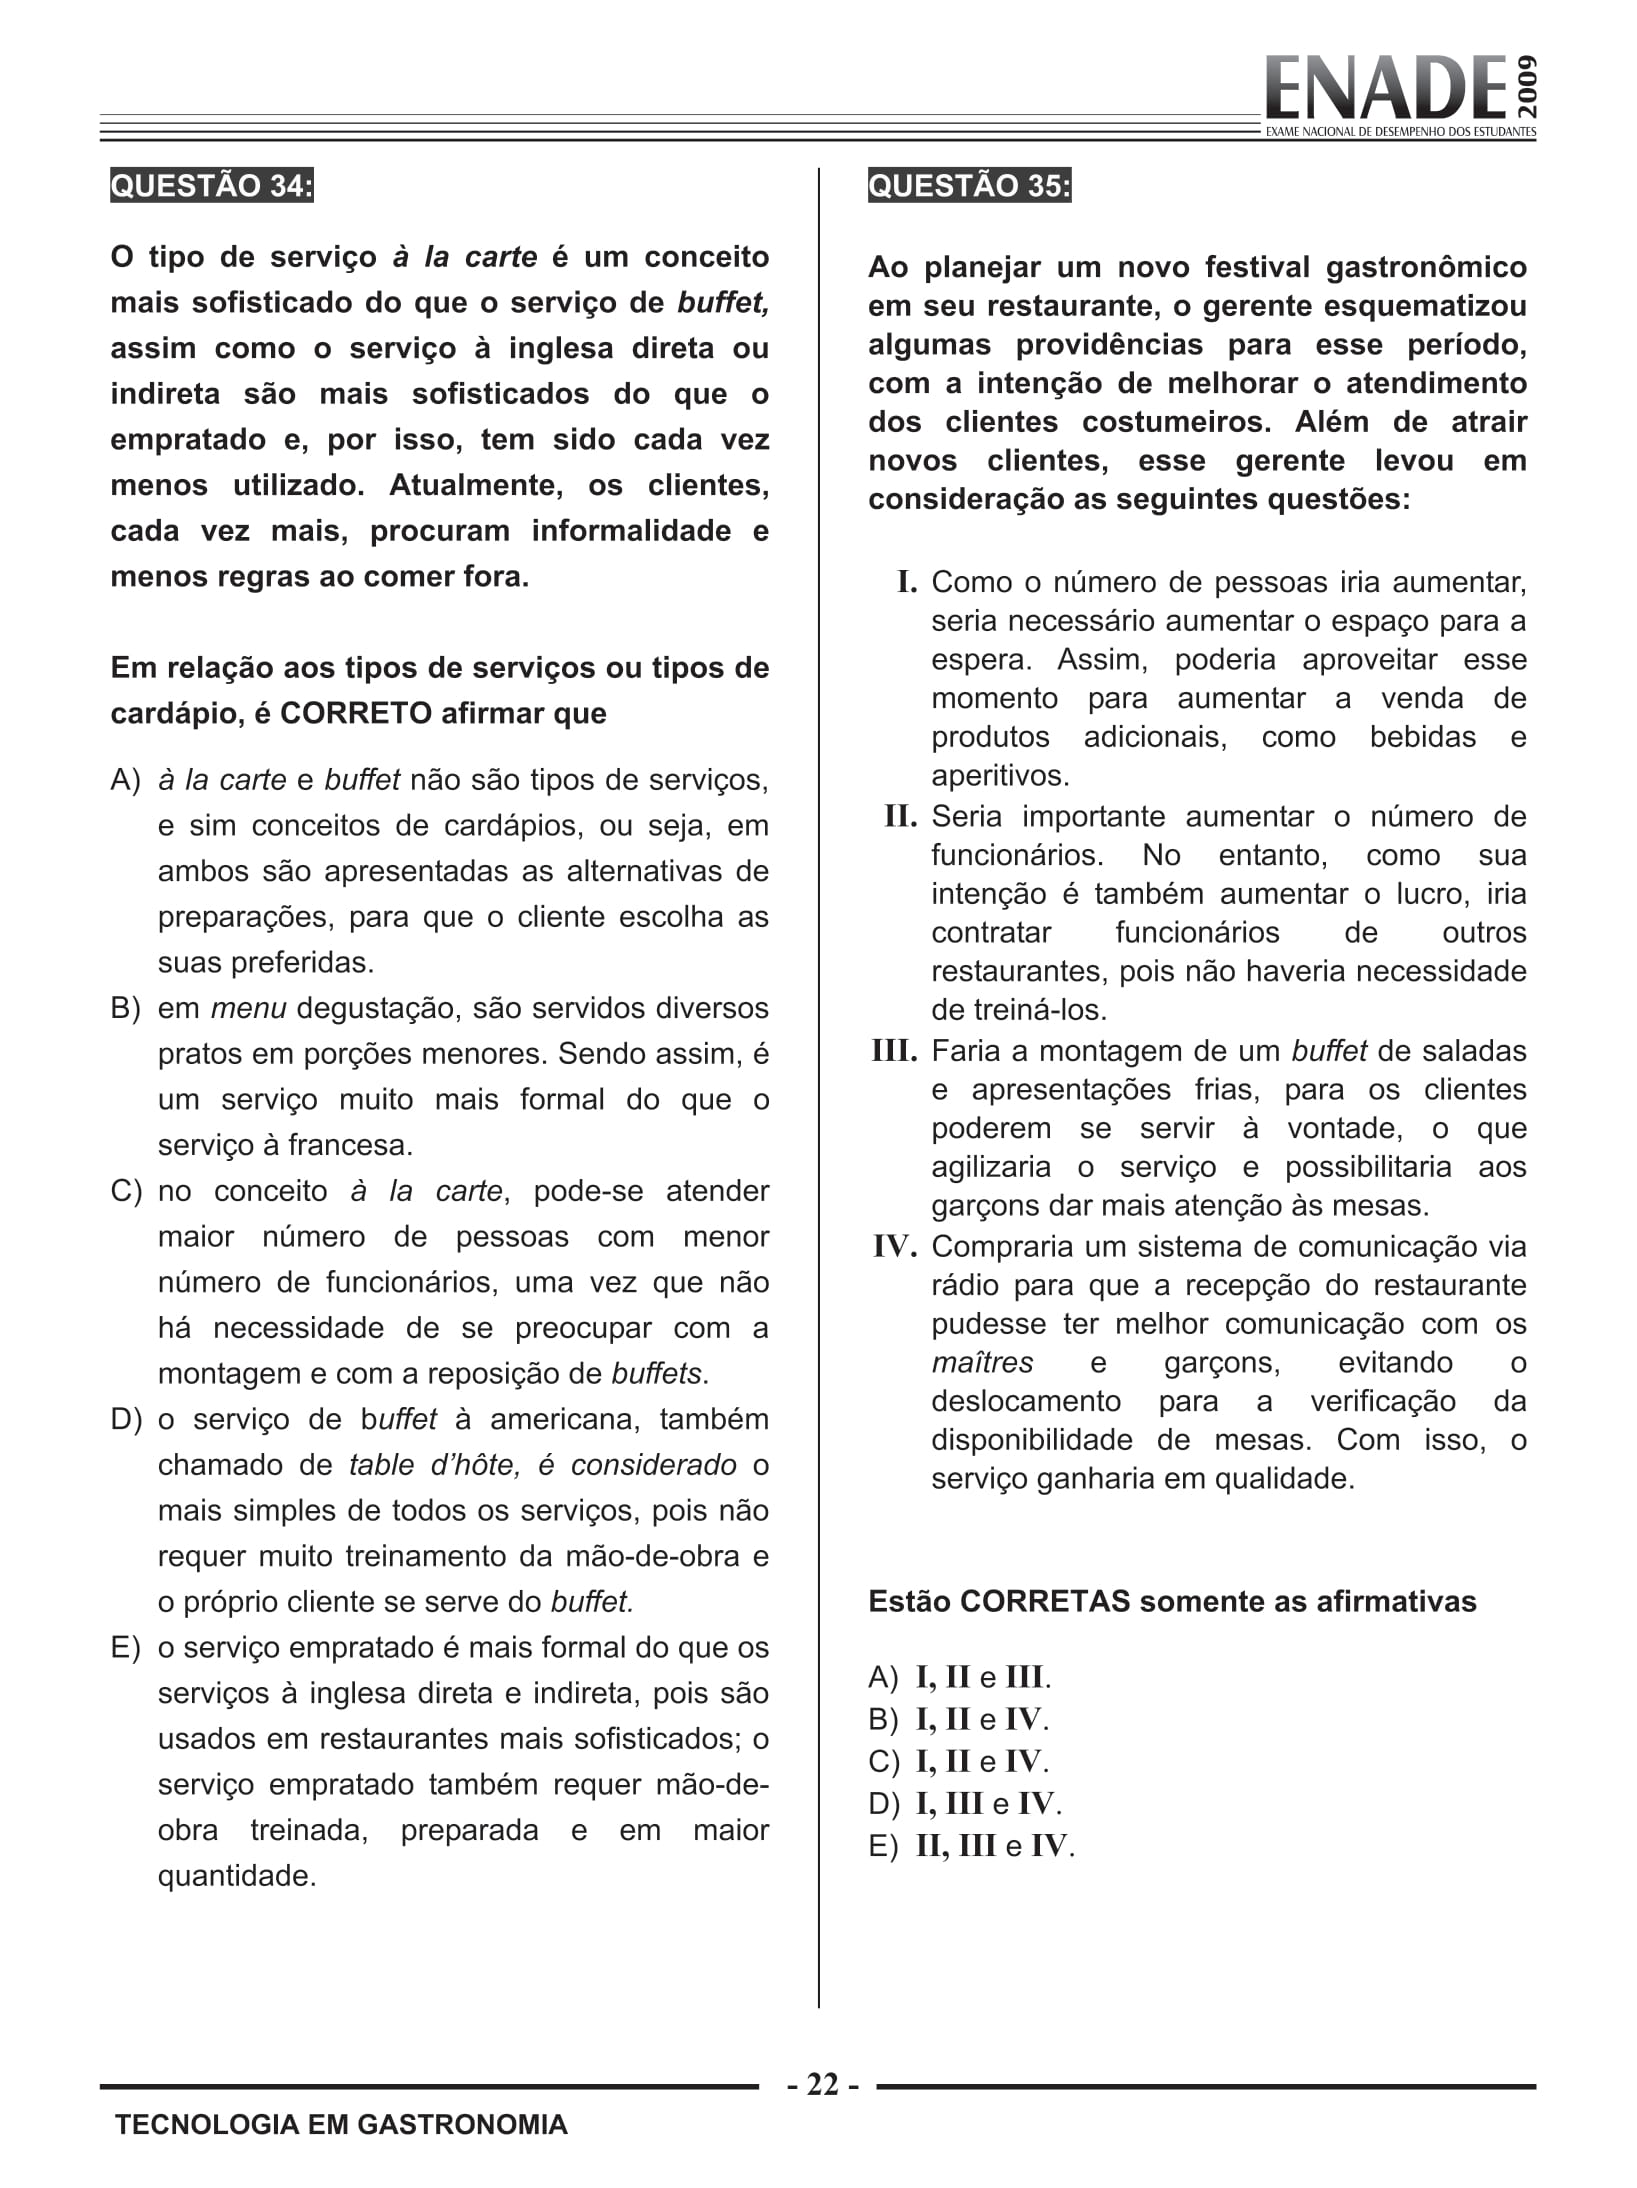 ENADE 2009
EXAME NACIONAL DE DESEMPENHO DOS ESTUDANTES
QUESTÃO 34:
O tipo de serviço à la carte é um conceito
mais sofisticado do que o serviço de buffet,
assim como o serviço à inglesa direta ou
indireta são mais sofisticados do que o
empratado e, por isso, tem sido cada vez
menos utilizado. Atualmente, os clientes,
cada vez mais, procuram informalidade e
menos regras ao comer fora.
Em relação aos tipos de serviços ou tipos de
cardápio, é CORRETO afirmar que
A) à la carte e buffet não são tipos de serviços,
e sim conceitos de cardápios, ou seja, em
ambos são apresentadas as alternativas de
preparações, para que o cliente escolha as
suas preferidas.
B) em menu degustação, são servidos diversos
pratos em porções menores. Sendo assim, é
um serviço muito mais formal do que o
serviço à francesa.
C) no conceito à la carte, pode-se atender
maior número de pessoas com menor
número de funcionários, uma vez que não
há necessidade de se preocupar com a
montagem e com a reposição de buffets.
D) o serviço de buffet à americana, também
chamado de table d'hôte, é considerado o
mais simples de todos os serviços, pois não
requer muito treinamento da mão-de-obra e
o próprio cliente se serve do buffet.
E) o serviço empratado é mais formal do que os
serviços à inglesa direta e indireta, pois são
usados em restaurantes mais sofisticados; o
serviço empratado também requer mão-de-
obra treinada, preparada e em maior
quantidade.
QUESTÃO 35:
Ao planejar um novo festival gastronômico
em seu restaurante, o gerente esquematizou
algumas providências para esse período,
com a intenção de melhorar o atendimento
dos clientes costumeiros. Além de atrair
novos clientes, esse gerente levou em
consideração as seguintes questões:
I. Como o número de pessoas iria aumentar,
seria necessário aumentar o espaço para a
espera. Assim, poderia aproveitar esse
momento para aumentar a venda de
produtos adicionais, como bebidas e
aperitivos.
II. Seria importante aumentar o número de
funcionários. No entanto, como sua
intenção é também aumentar o lucro, iria
contratar funcionários de outros
restaurantes, pois não haveria necessidade
de treiná-los.
III. Faria a montagem de um buffet de saladas
e apresentações frias, para os clientes
poderem se servir à vontade, o que
agilizaria o serviço e possibilitaria aos
garçons dar mais atenção às mesas.
IV. Compraria um sistema de comunicação via
rádio para que a recepção do restaurante
pudesse ter melhor comunicação com os
maîtres e garçons, evitando o
deslocamento para a verificação da
disponibilidade de mesas. Com isso, o
serviço ganharia em qualidade.
Estão CORRETAS somente as afirmativas
A) I, II e III.
B) I, II e IV.
C) I, II e IV.
D) I, III e IV.
E) II, III e IV.
- 22 -
TECNOLOGIA EM GASTRONOMIA